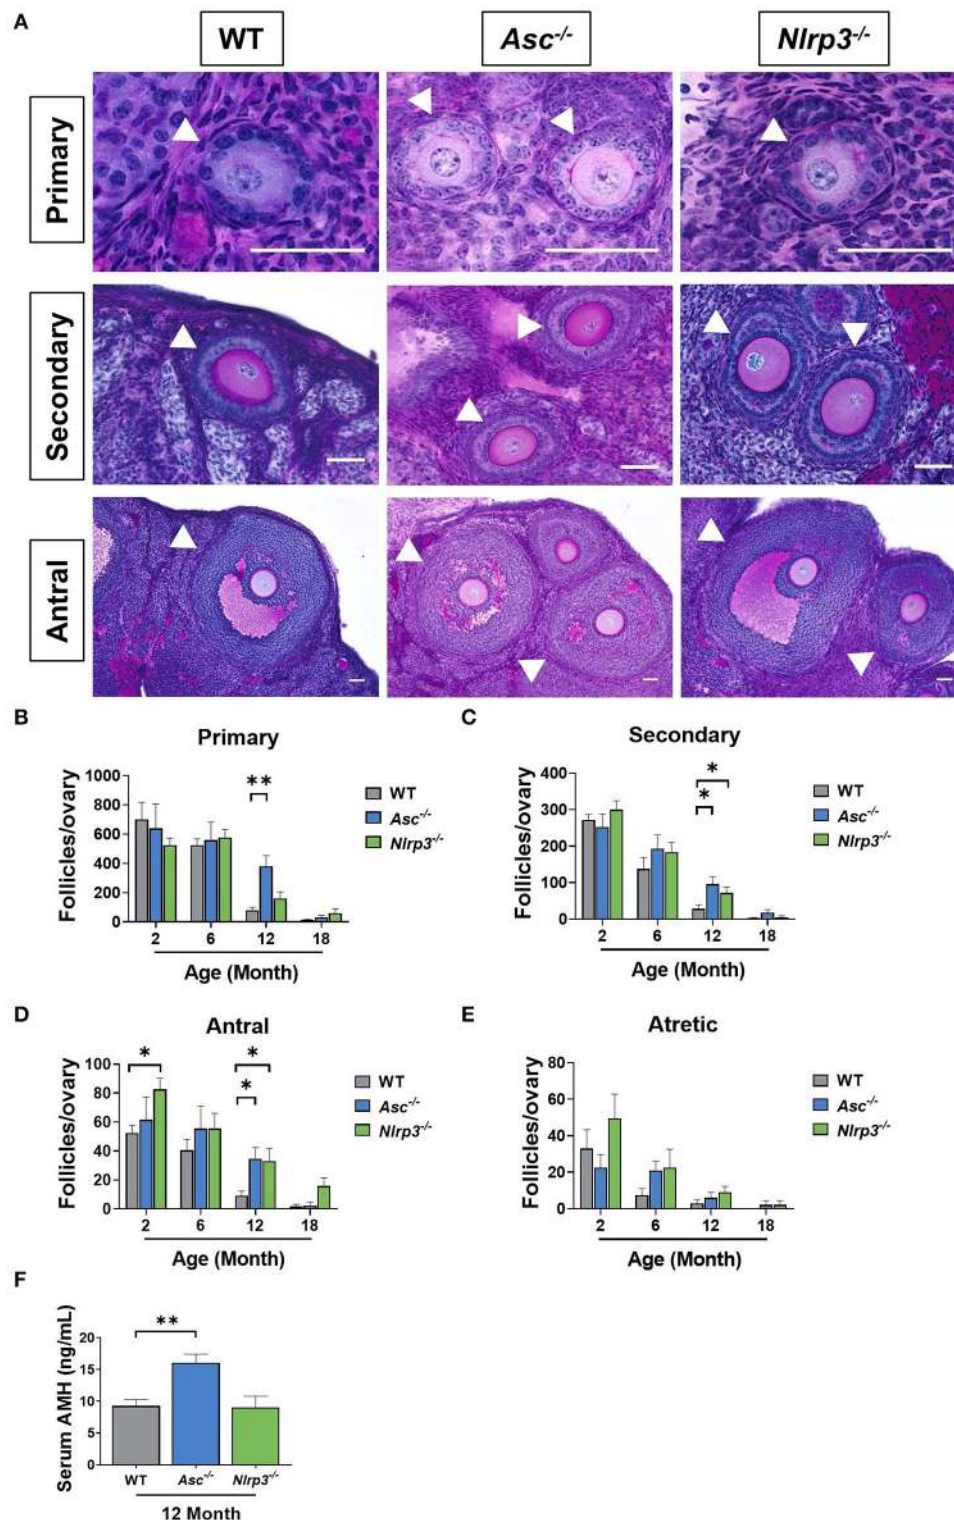 A
WT
Asc-/-
Nlrp3-/-
Primary
Secondary
Antral
B
Primary
Follicles/ovary
1000
800
600
400
200
0
**
WT
Asc-/-
Nlrp3-/-
2 6 12 18
Age (Month)
C
Secondary
Follicles/ovary
400
300
200
100
0
*
*
WT
Asc-/-
Nlrp3-/-
2 6 12 18
Age (Month)
D
Antral
Follicles/ovary
100
80
60
40
20
0
* *
*
WT
Asc-/-
Nlrp3-/-
2 6 12 18
Age (Month)
E
Atretic
Follicles/ovary
80
60
40
20
0
WT
Asc-/-
Nlrp3-/-
2 6 12 18
Age (Month)
F
Serum AMH (ng/mL)
20
15
10
5
0
**
WT Asc-/- Nlrp3-/-
12 Month